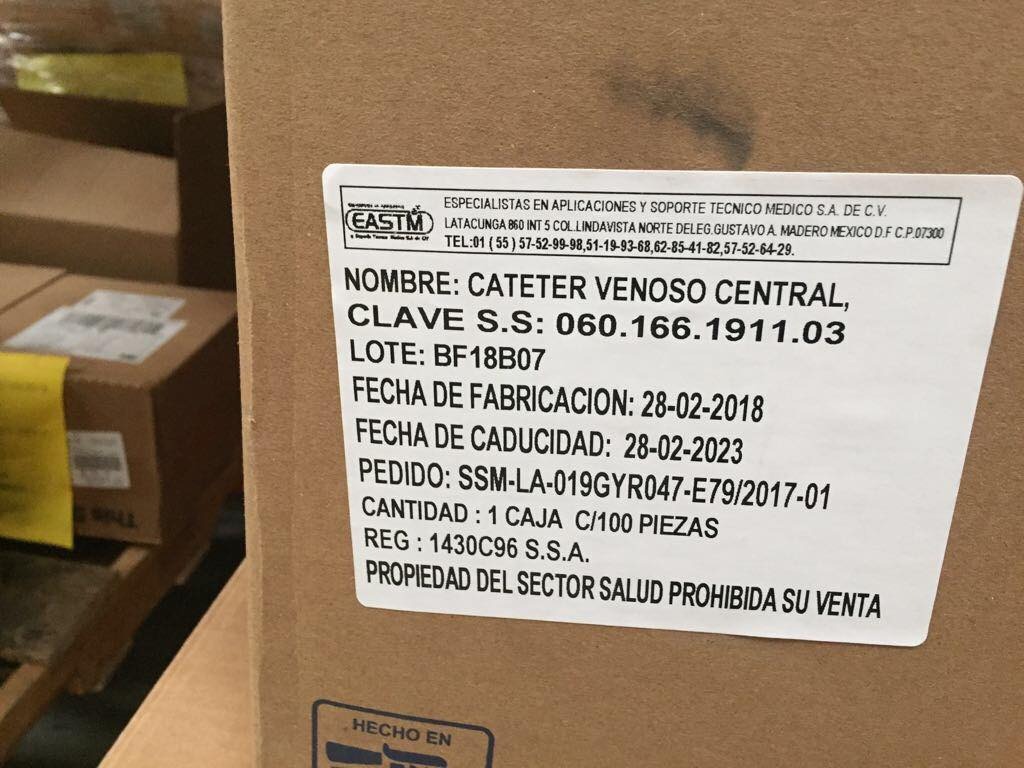 EASTM
ESPECIALISTAS EN APLICACIONES Y SOPORTE TECNICO MEDICO S.A. DE C.V.
LATACUNGA 860 INT 5 COL.LINDAVISTA NORTE DELEG.GUSTAVO A. MADERO MEXICO D.F C.P.07300
TEL:01 ( 55 ) 57-52-99-98,51-19-93-68,62-85-41-82,57-52-64-29.
NOMBRE: CATETER VENOSO CENTRAL,
CLAVE S.S: 060.166.1911.03
LOTE: BF18B07
FECHA DE FABRICACION: 28-02-2018
FECHA DE CADUCIDAD: 28-02-2023
PEDIDO: SSM-LA-019GYR047-E79/2017-01
CANTIDAD : 1 CAJA C/100 PIEZAS
REG : 1430C96 S.S.A.
PROPIEDAD DEL SECTOR SALUD PROHIBIDA SU VENTA
HECHO EN
This